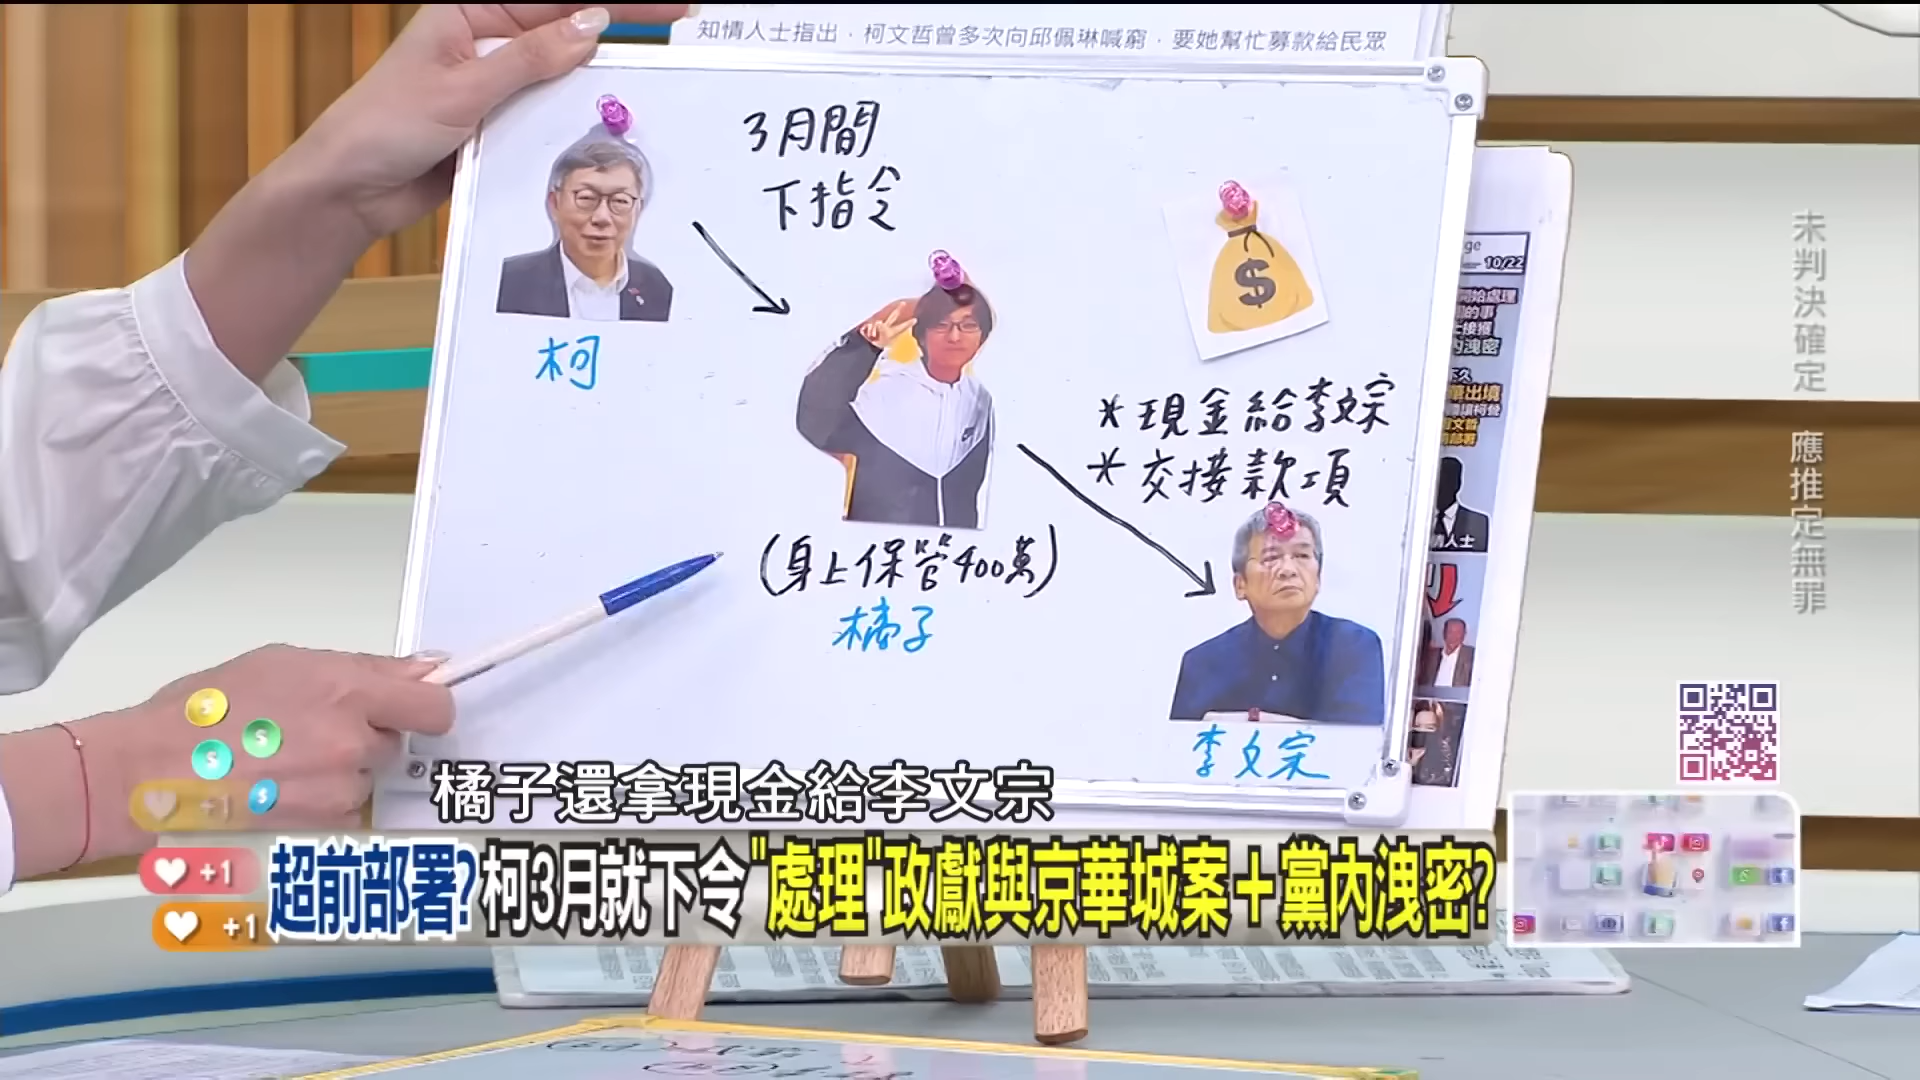 知情人士指出，柯文哲曾多次向邱佩琳喊窮，要她幫忙募款給民眾
3月間
下指令
柯
$
*現金給李文宗
*交接款項
(身上保管400萬)
橘子
李文宗
10/22
未判決確定 應推定無罪
橘子還拿現金給李文宗
+1
+1
+1
超前部署?柯3月就下令"處理"政獻與京華城案+黨內洩密?